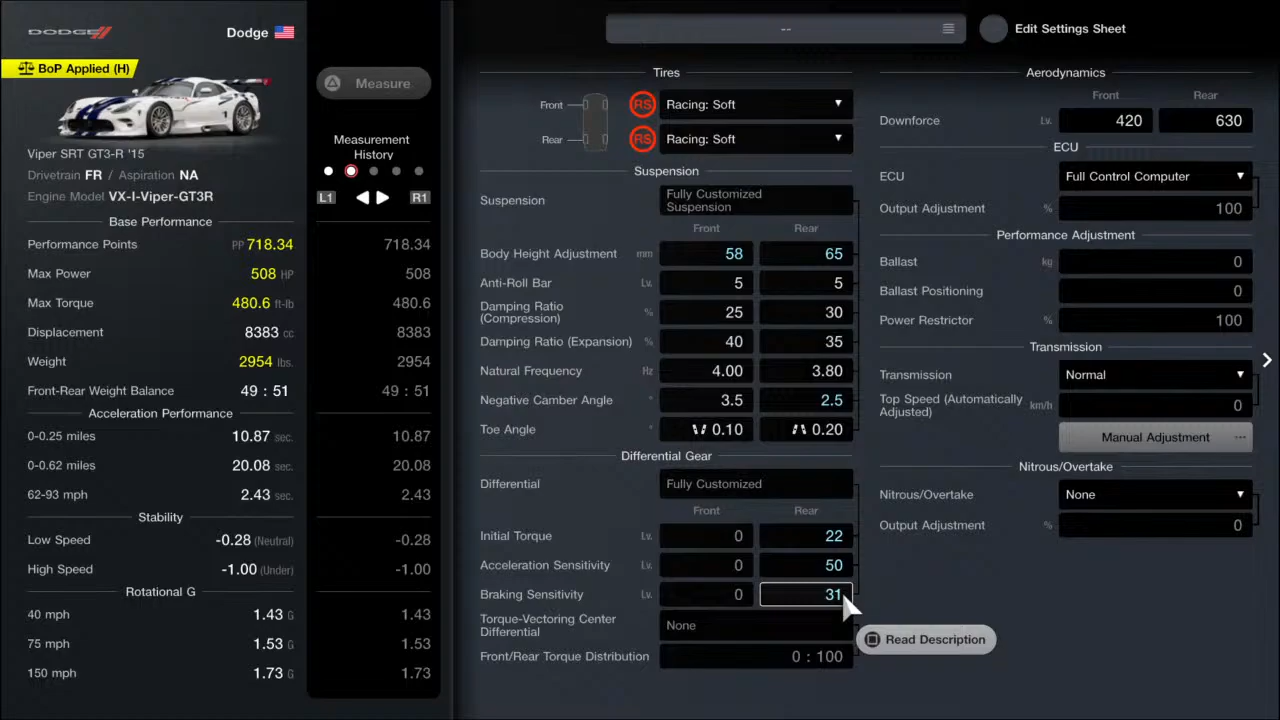 DODGE
Dodge
BoP Applied (H)
Viper SRT GT3-R '15
Drivetrain FR / Aspiration NA
Engine Model VX-I-Viper-GT3R
Base Performance
Performance Points PP 718.34
Max Power 508 HP
Max Torque 480.6 ft-lb
Displacement 8383 cc
Weight 2954 lbs.
Front-Rear Weight Balance 49 : 51
Acceleration Performance
0-0.25 miles 10.87 sec.
0-0.62 miles 20.08 sec.
62-93 mph 2.43 sec.
Stability
Low Speed -0.28 (Neutral)
High Speed -1.00 (Under)
Rotational G
40 mph 1.43 G
75 mph 1.53 G
150 mph 1.73 G
Measure
Measurement
History
L1 R1
718.34
508
480.6
8383
2954
49 : 51
10.87
20.08
2.43
-0.28
-1.00
1.43
1.53
1.73
--
Edit Settings Sheet
Tires
Front RS Racing: Soft
Rear RS Racing: Soft
Suspension
Suspension Fully Customized
Suspension
Front Rear
Body Height Adjustment mm 58 65
Anti-Roll Bar Lv. 5 5
Damping Ratio
(Compression) % 25 30
Damping Ratio (Expansion) % 40 35
Natural Frequency Hz 4.00 3.80
Negative Camber Angle ° 3.5 2.5
Toe Angle ° 0.10 0.20
Differential Gear
Differential Fully Customized
Front Rear
Initial Torque Lv. 0 22
Acceleration Sensitivity Lv. 0 50
Braking Sensitivity Lv. 0 31
Torque-Vectoring Center
Differential None
Front/Rear Torque Distribution 0 : 100
Read Description
Aerodynamics
Front Rear
Downforce Lv. 420 630
ECU
ECU Full Control Computer
Output Adjustment % 100
Performance Adjustment
Ballast kg 0
Ballast Positioning 0
Power Restrictor % 100
Transmission
Transmission Normal
Top Speed (Automatically
Adjusted) km/h 0
Manual Adjustment ...
Nitrous/Overtake
Nitrous/Overtake None
Output Adjustment % 0